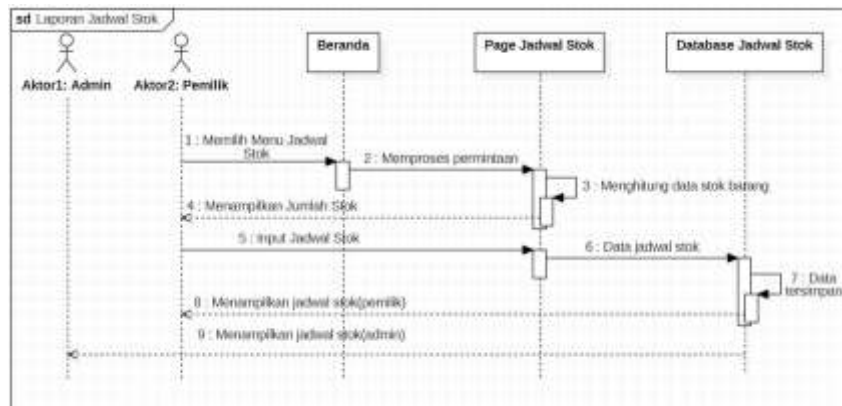 sd Laporan Jadwal Stok
Beranda
Page Jadwal Stok
Database Jadwal Stok
Aktor1: Admin
Aktor2: Pemilik
1 : Memilih Menu Jadwal
Stok
2 : Memproses permintaan
3 : Menghitung data stok barang
4 : Menampilkan Jumlah Stok
5 : Input Jadwal Stok
6 : Data jadwal stok
7 : Data
tersimpan
8 : Menampilkan jadwal stok(pemilik)
9 : Menampilkan jadwal stok(admin)